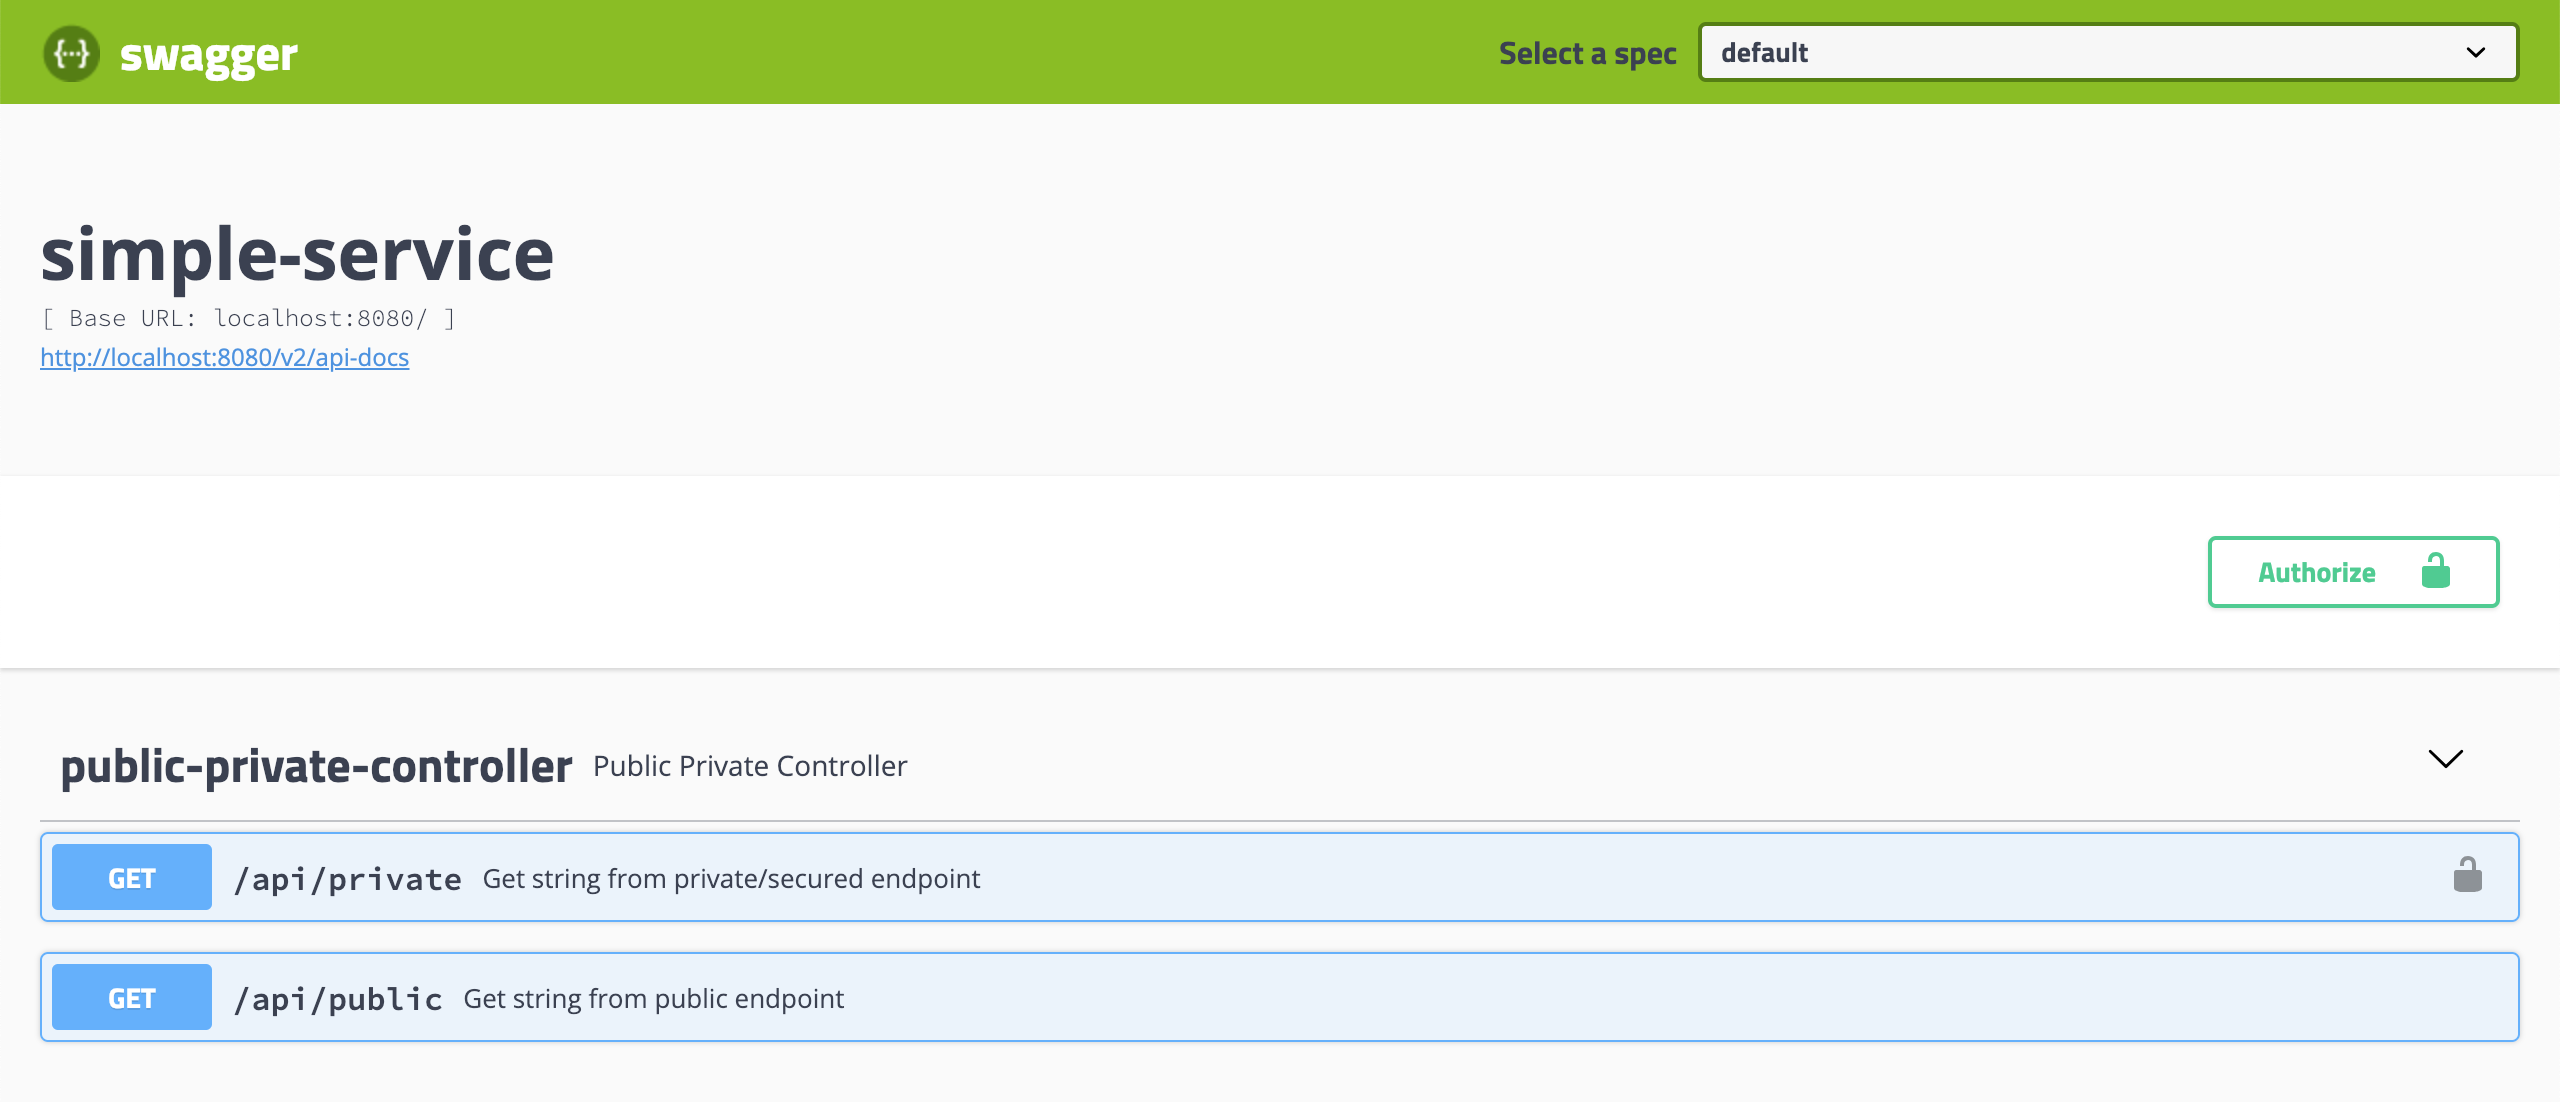 {···} swagger Select a spec default
simple-service
[ Base URL: localhost:8080/ ]
http://localhost:8080/v2/api-docs
Authorize
public-private-controller Public Private Controller
GET /api/private Get string from private/secured endpoint
GET /api/public Get string from public endpoint